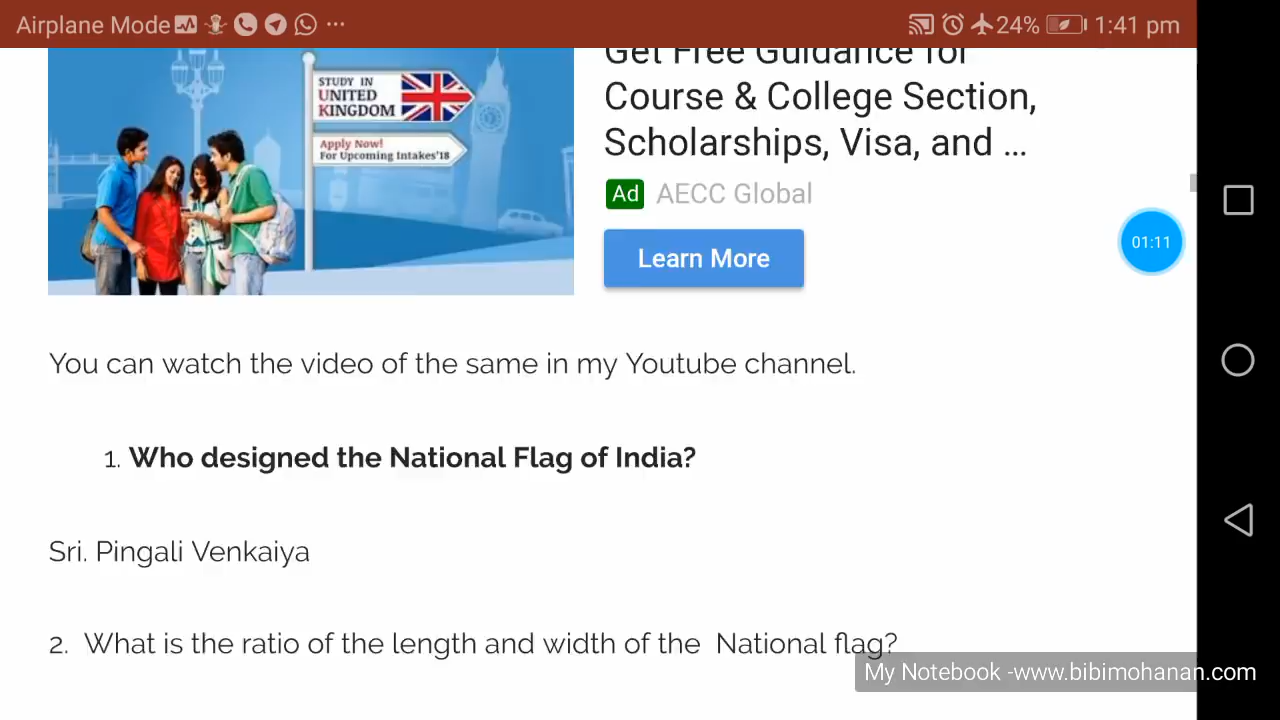 Airplane Mode ... 24% 1:41 pm
STUDY IN
UNITED
KINGDOM
Apply Now!
For Upcoming Intakes'18
Get Free Guidance for
Course & College Section,
Scholarships, Visa, and ...
Ad AECC Global
Learn More
01:11
You can watch the video of the same in my Youtube channel.
1. Who designed the National Flag of India?
Sri. Pingali Venkaiya
2. What is the ratio of the length and width of the National flag?
My Notebook -www.bibimohanan.com